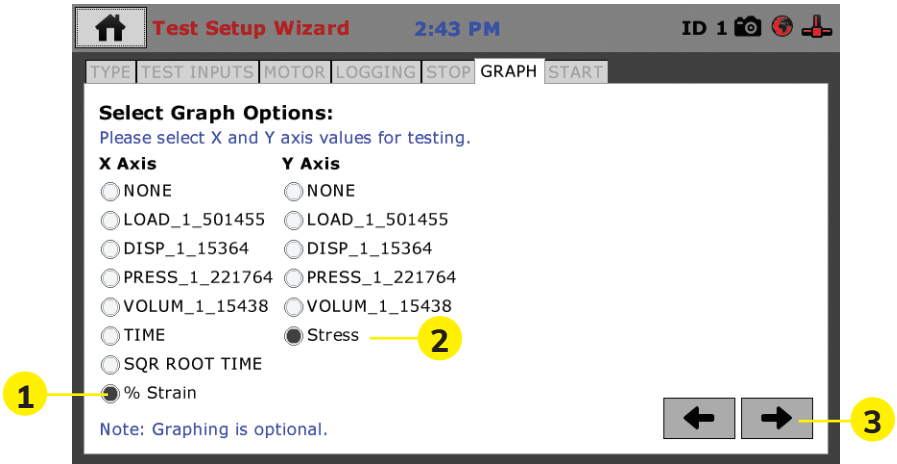 Test Setup Wizard 2:43 PM ID 1
TYPE TEST INPUTS MOTOR LOGGING STOP GRAPH START
Select Graph Options:
Please select X and Y axis values for testing.
X Axis Y Axis
NONE NONE
LOAD_1_501455 LOAD_1_501455
DISP_1_15364 DISP_1_15364
PRESS_1_221764 PRESS_1_221764
VOLUM_1_15438 VOLUM_1_15438
TIME Stress 2
SQR ROOT TIME
1 % Strain
Note: Graphing is optional. 3